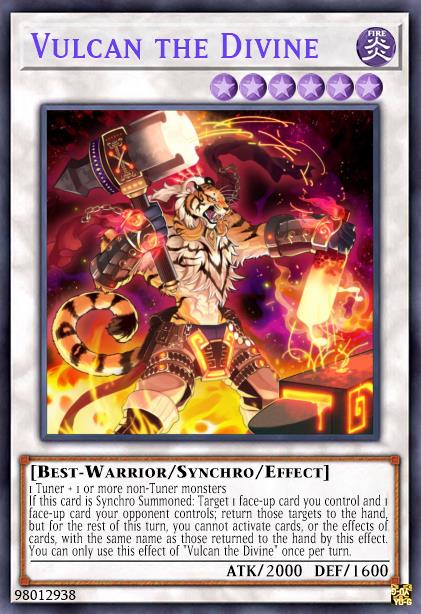 VULCAN THE DIVINE
FIRE
炎
[BEST-WARRIOR/SYNCHRO/EFFECT]
1 Tuner + 1 or more non-Tuner monsters
If this card is Synchro Summoned: Target 1 face-up card you control and 1
face-up card your opponent controls; return those targets to the hand,
but for the rest of this turn, you cannot activate cards, or the effects of
cards, with the same name as those returned to the hand by this effect.
You can only use this effect of "Vulcan the Divine" once per turn.
ATK/2000 DEF/1600
98012938